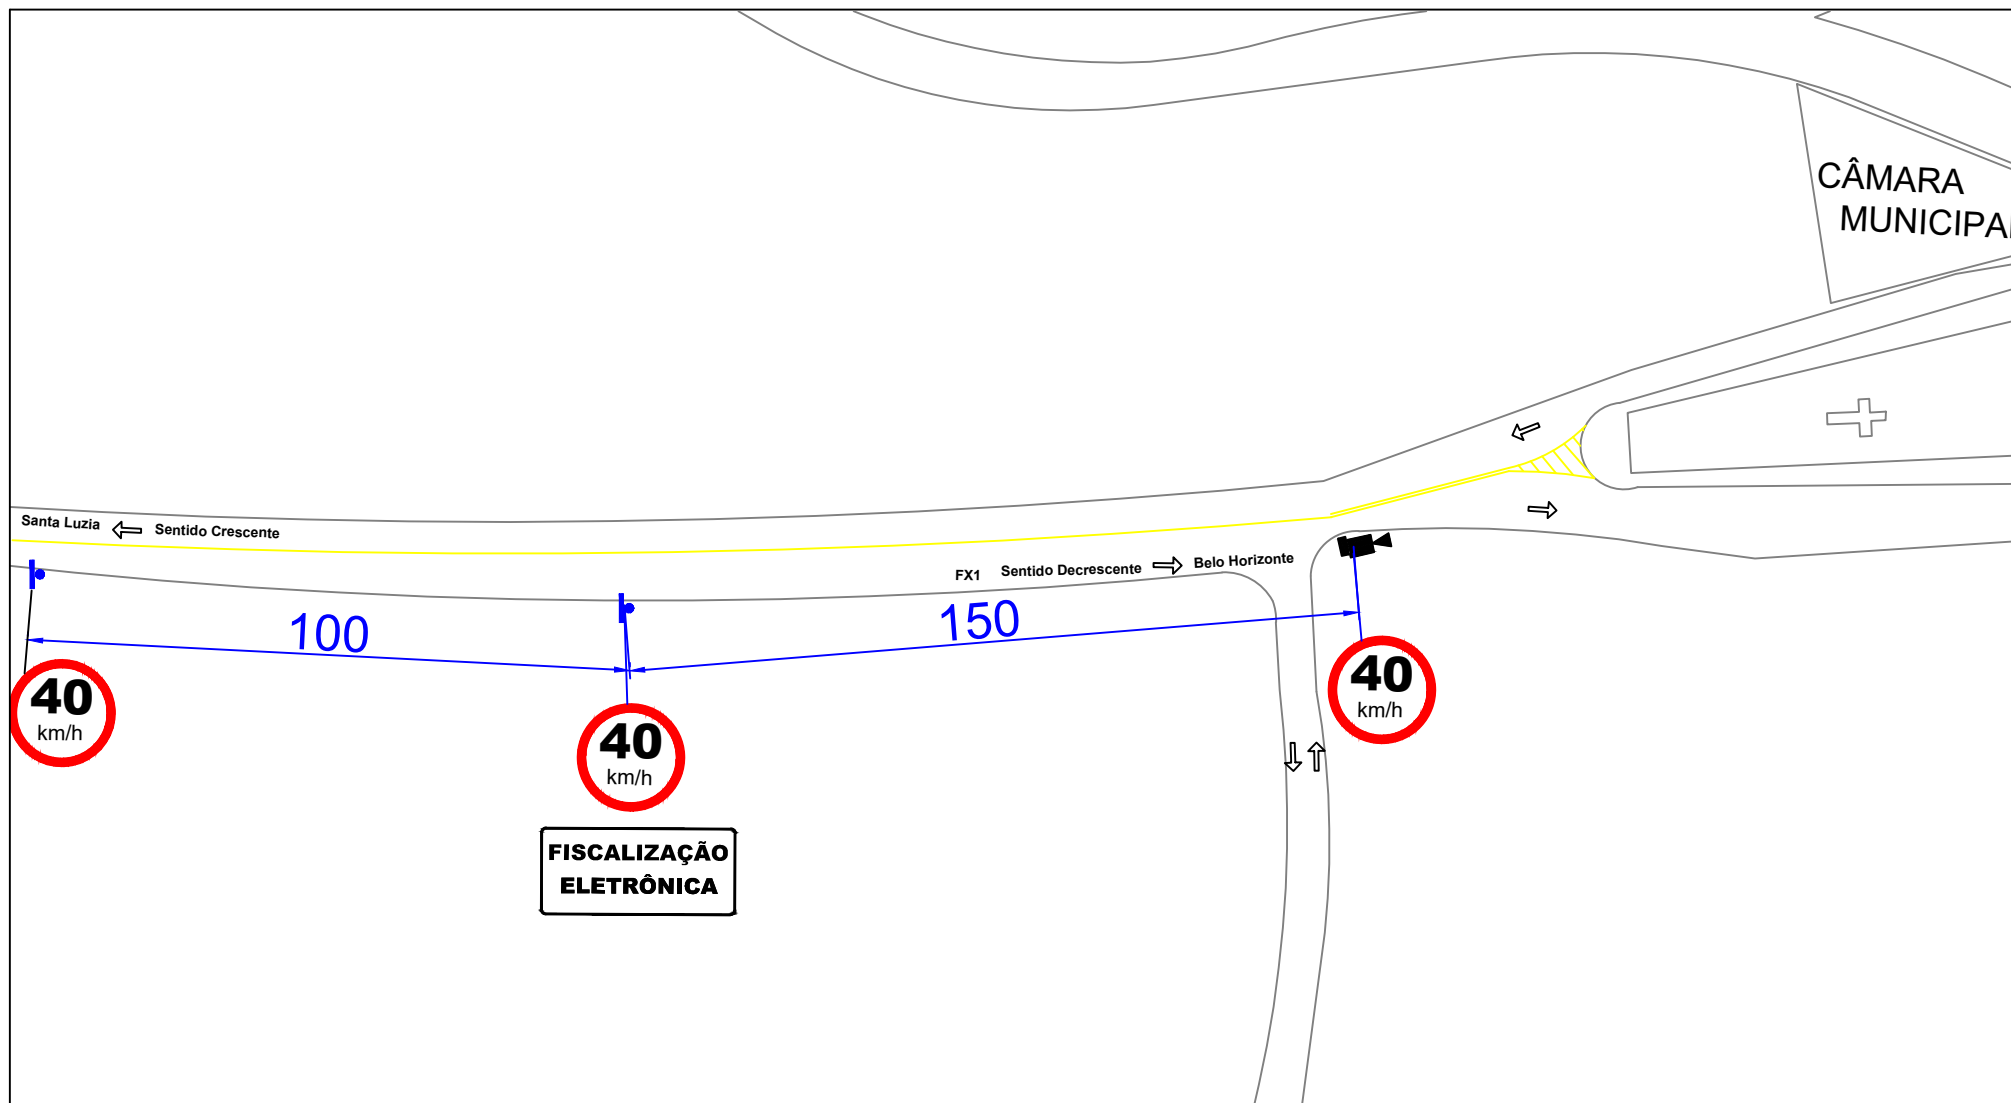 CÂMARA
MUNICIPA
Santa Luzia
Sentido Crescente
FX1
Sentido Decrescente
Belo Horizonte
100
150
40
km/h
40
km/h
40
km/h
FISCALIZAÇÃO
ELETRÔNICA